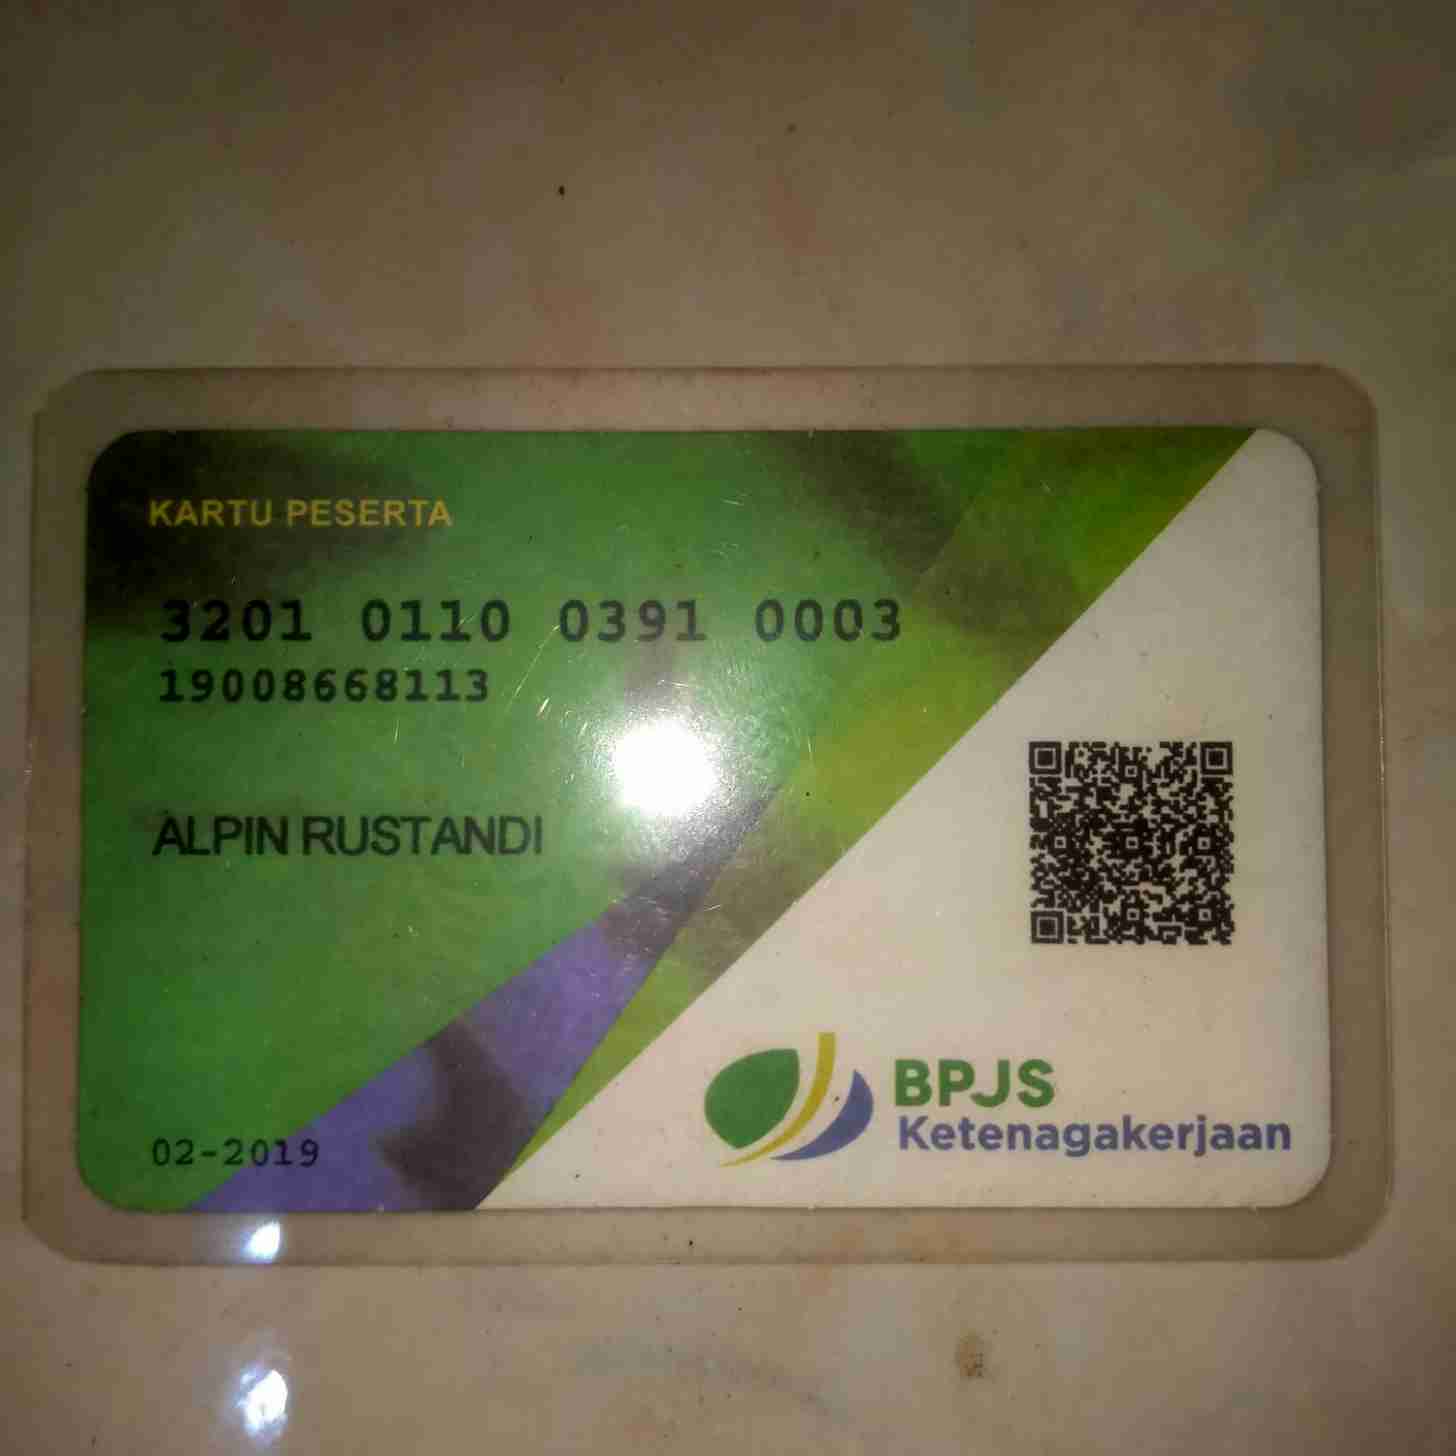 KARTU PESERTA
3201 0110 0391 0003
19008668113
ALPIN RUSTANDI
02-2019
BPJS
Ketenagakerjaan